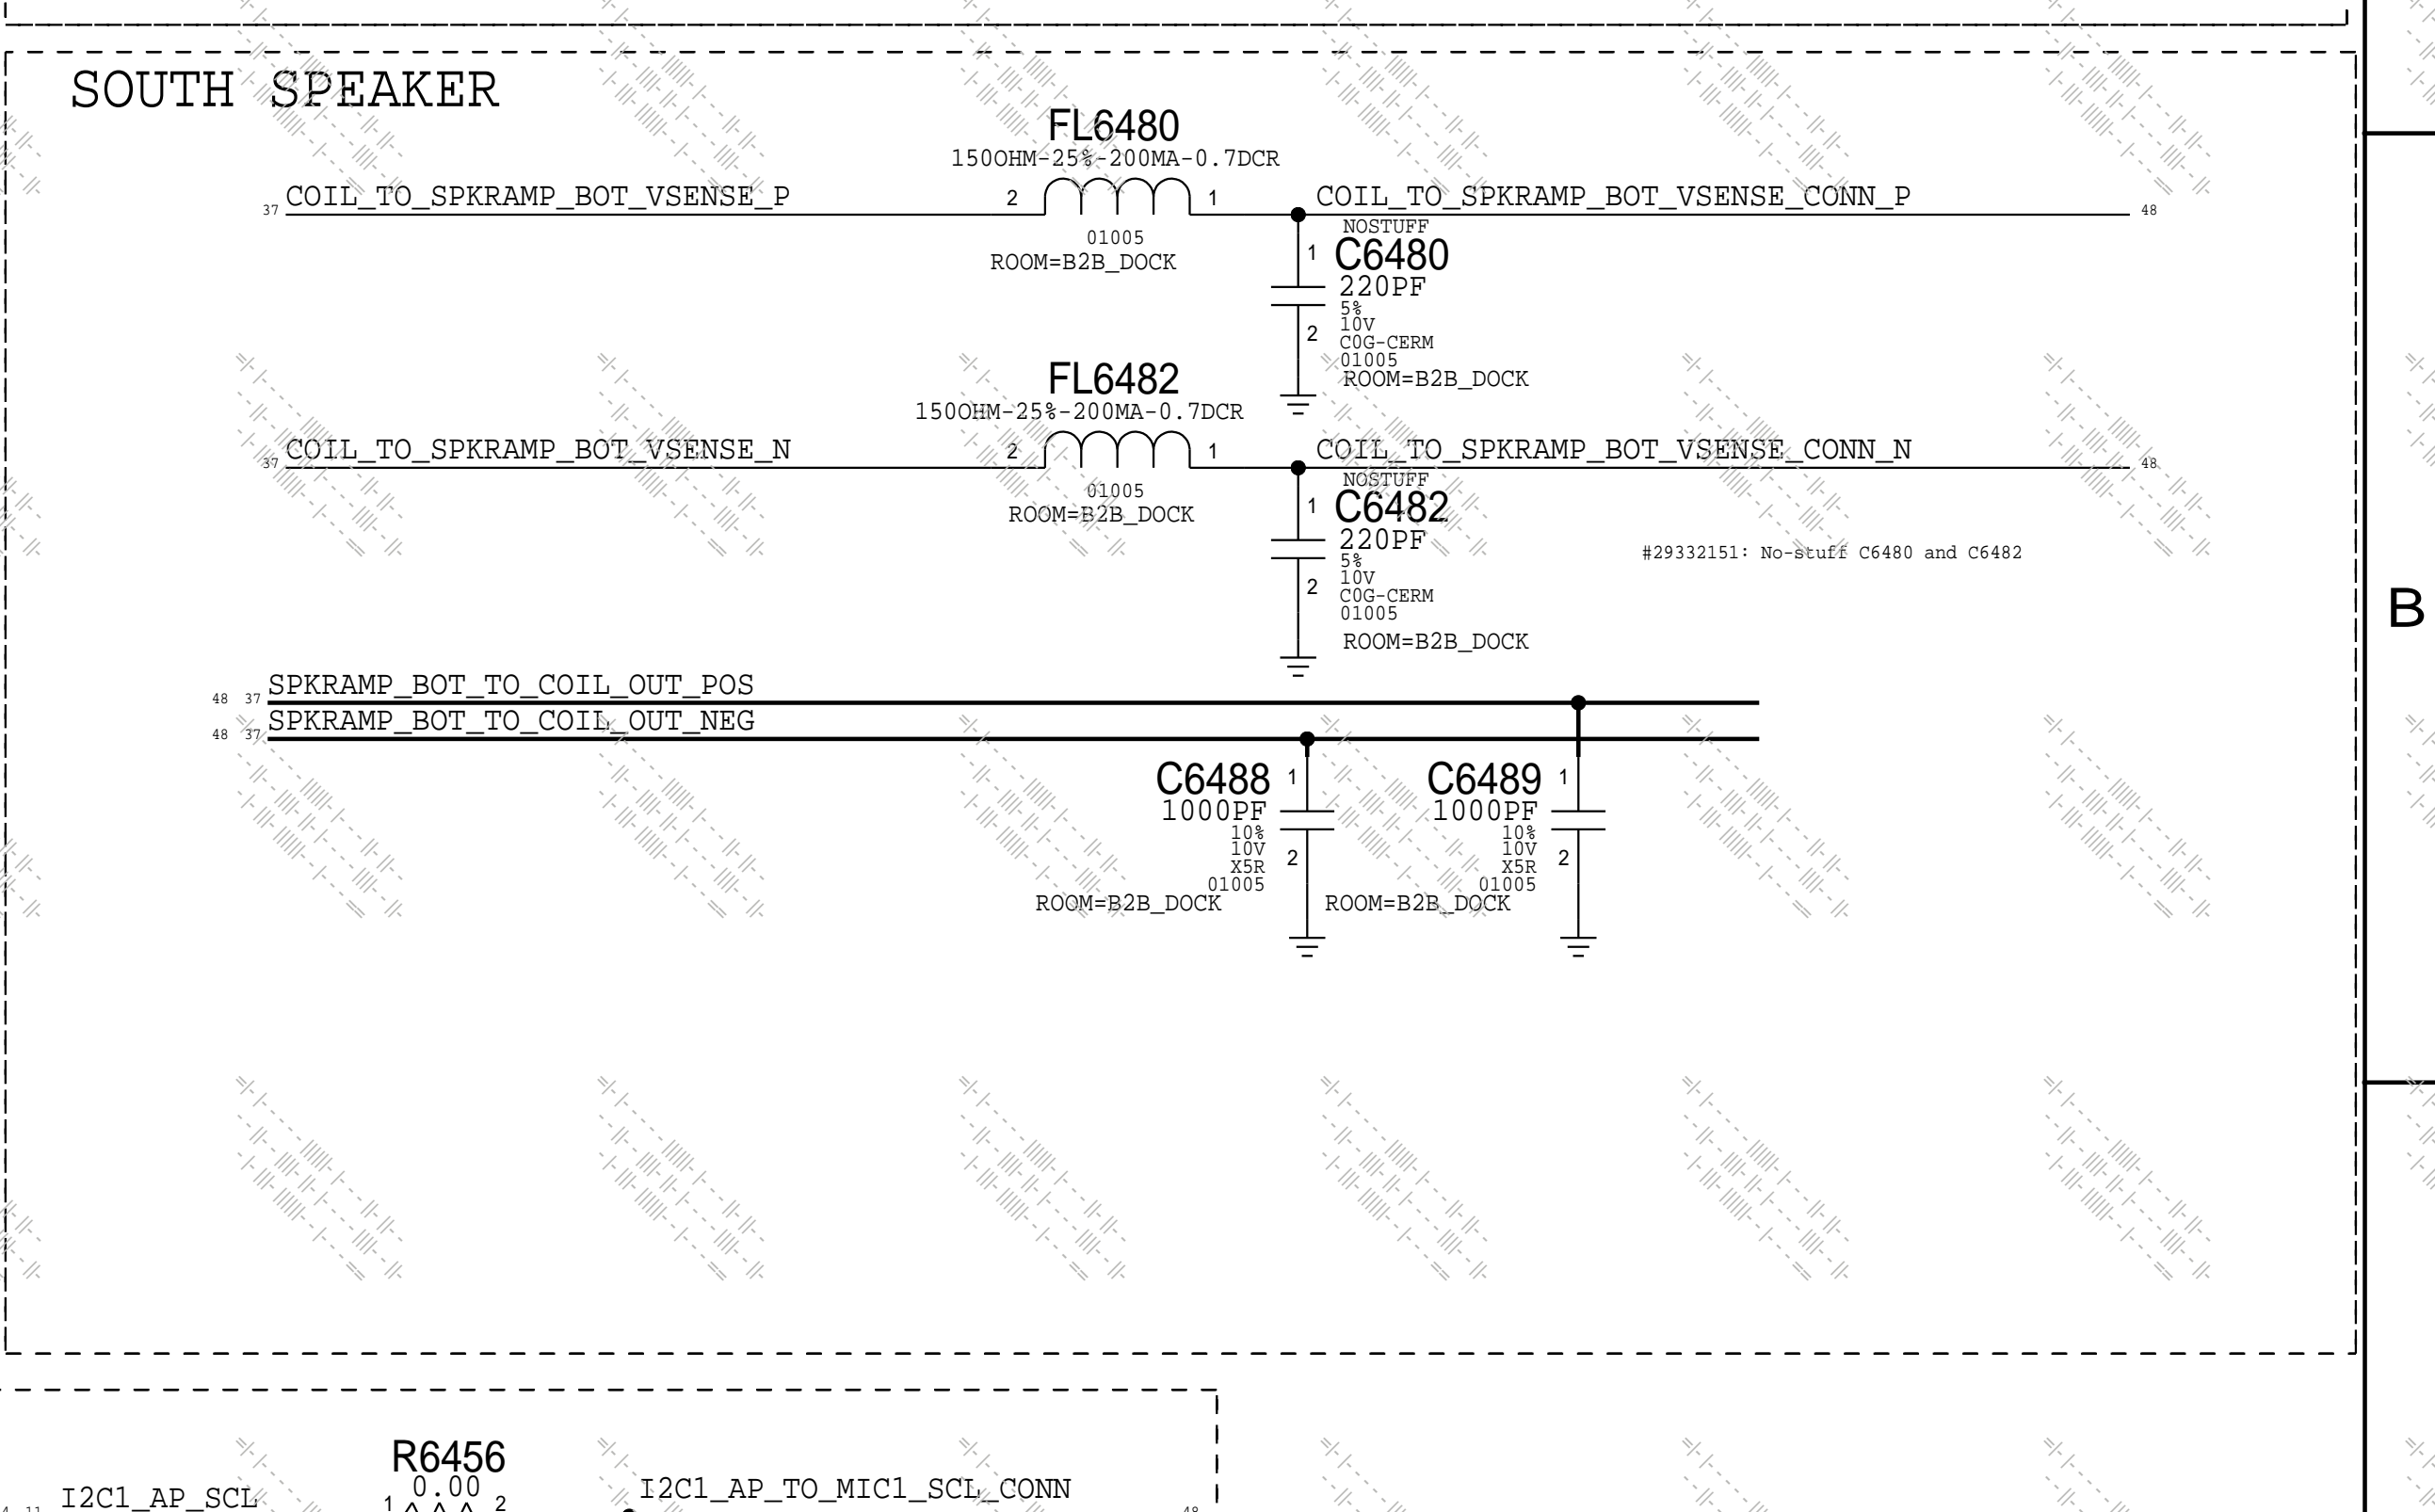 SOUTH SPEAKER
FL6480
150OHM-25%-200MA-0.7DCR
37 COIL_TO_SPKRAMP_BOT_VSENSE_P 2 1 COIL_TO_SPKRAMP_BOT_VSENSE_CONN_P 48
01005
ROOM=B2B_DOCK
NOSTUFF
1 C6480
220PF
5%
10V
2 C0G-CERM
01005
ROOM=B2B_DOCK
FL6482
150OHM-25%-200MA-0.7DCR
37 COIL_TO_SPKRAMP_BOT_VSENSE_N 2 1 COIL_TO_SPKRAMP_BOT_VSENSE_CONN_N 48
01005
ROOM=B2B_DOCK
NOSTUFF
1 C6482
220PF
5%
10V
2 C0G-CERM
01005
ROOM=B2B_DOCK
#29332151: No-stuff C6480 and C6482
B
48 37 SPKRAMP_BOT_TO_COIL_OUT_POS
48 37 SPKRAMP_BOT_TO_COIL_OUT_NEG
C6488 1
1000PF
10%
10V
2
X5R
01005
ROOM=B2B_DOCK
C6489 1
1000PF
10%
10V
2
X5R
01005
ROOM=B2B_DOCK
R6456
0.00
11 I2C1_AP_SCL 1 2 I2C1_AP_TO_MIC1_SCL_CONN 48